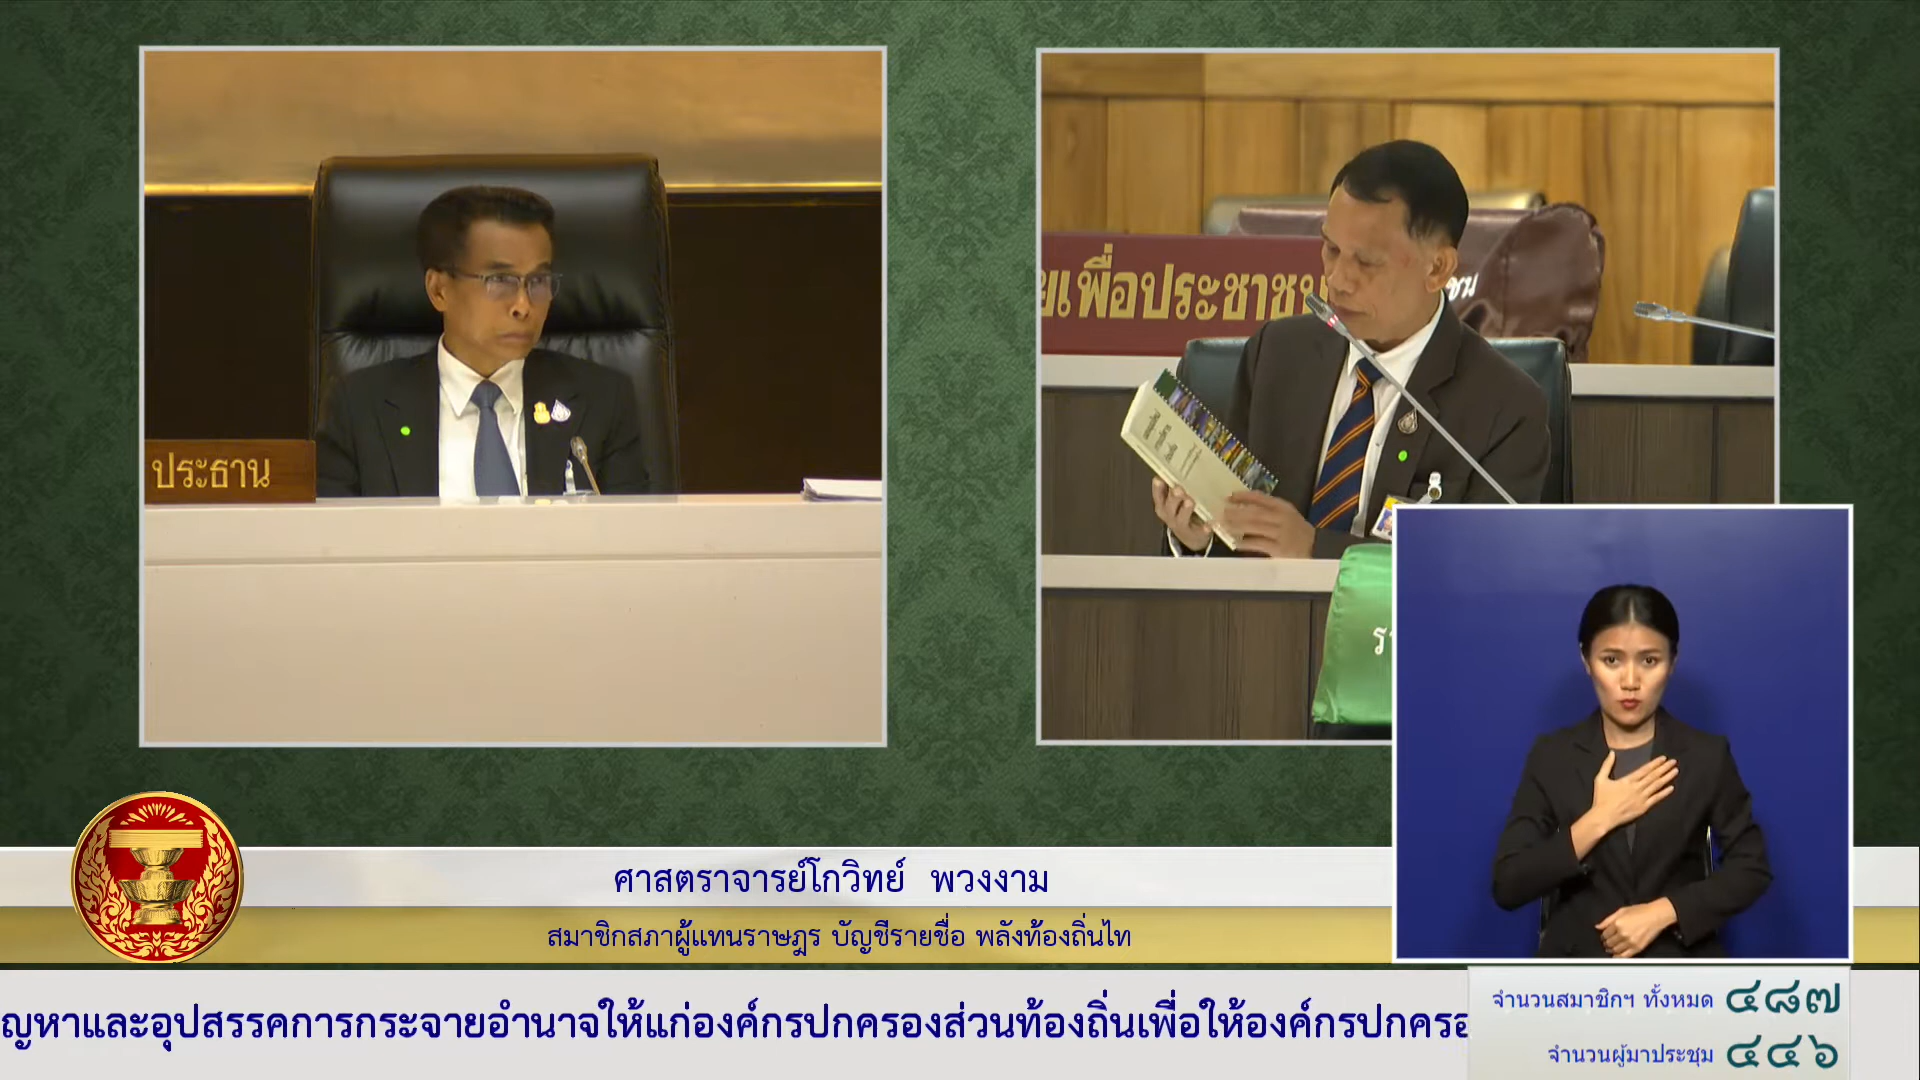 ประธาน
ยเพื่อประชาชน
ชน
ศาสตราจารย์โกวิทย์ พวงงาม
สมาชิกสภาผู้แทนราษฎร บัญชีรายชื่อ พลังท้องถิ่นไท
ญหาและอุปสรรคการกระจายอำนาจให้แก่องค์กรปกครองส่วนท้องถิ่นเพื่อให้องค์กรปกครอ
จำนวนสมาชิกฯ ทั้งหมด ๔๘๗
จำนวนผู้มาประชุม ๔๔๖